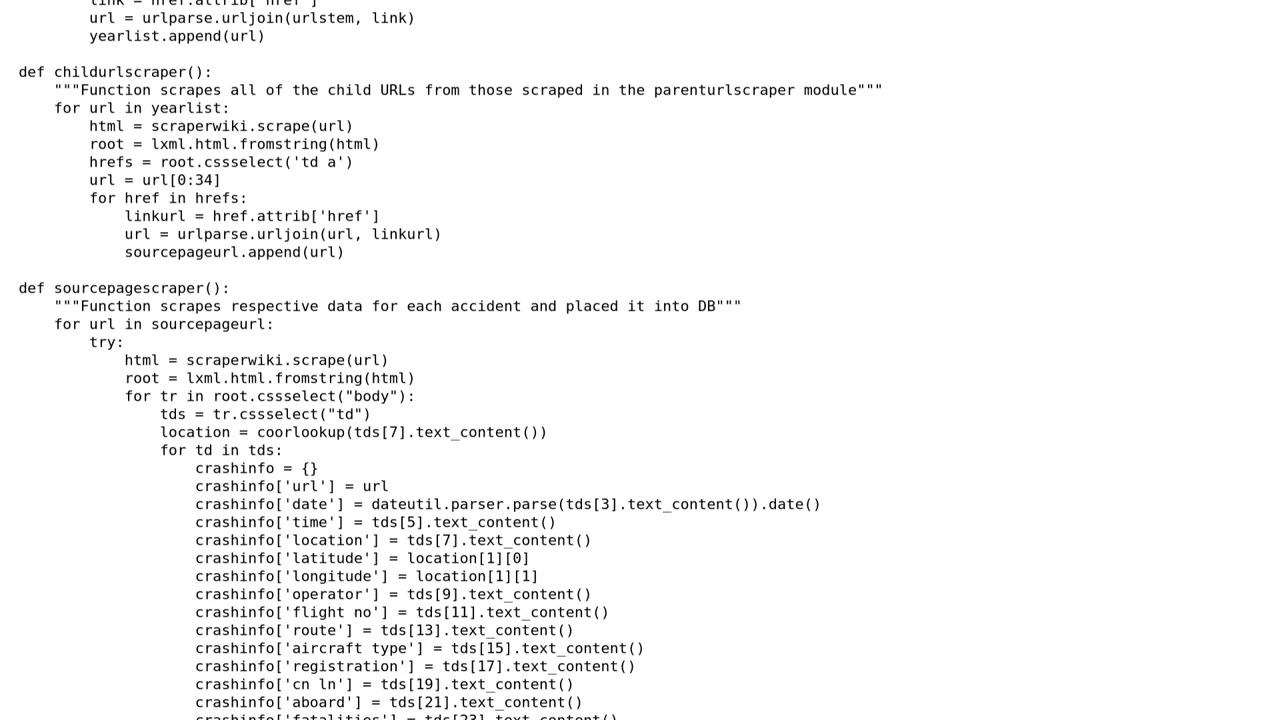 link = href.attrib['href']
url = urlparse.urljoin(urlstem, link)
yearlist.append(url)
def childurlscraper():
"""Function scrapes all of the child URLs from those scraped in the parenturlscraper module"""
for url in yearlist:
html = scraperwiki.scrape(url)
root = lxml.html.fromstring(html)
hrefs = root.cssselect('td a')
url = url[0:34]
for href in hrefs:
linkurl = href.attrib['href']
url = urlparse.urljoin(url, linkurl)
sourcepageurl.append(url)
def sourcepagescraper():
"""Function scrapes respective data for each accident and placed it into DB"""
for url in sourcepageurl:
try:
html = scraperwiki.scrape(url)
root = lxml.html.fromstring(html)
for tr in root.cssselect("body"):
tds = tr.cssselect("td")
location = coorlookup(tds[7].text_content())
for td in tds:
crashinfo = {}
crashinfo['url'] = url
crashinfo['date'] = dateutil.parser.parse(tds[3].text_content()).date()
crashinfo['time'] = tds[5].text_content()
crashinfo['location'] = tds[7].text_content()
crashinfo['latitude'] = location[1][0]
crashinfo['longitude'] = location[1][1]
crashinfo['operator'] = tds[9].text_content()
crashinfo['flight no'] = tds[11].text_content()
crashinfo['route'] = tds[13].text_content()
crashinfo['aircraft type'] = tds[15].text_content()
crashinfo['registration'] = tds[17].text_content()
crashinfo['cn ln'] = tds[19].text_content()
crashinfo['aboard'] = tds[21].text_content()
crashinfo['fatalities'] = tds[23].text_content()